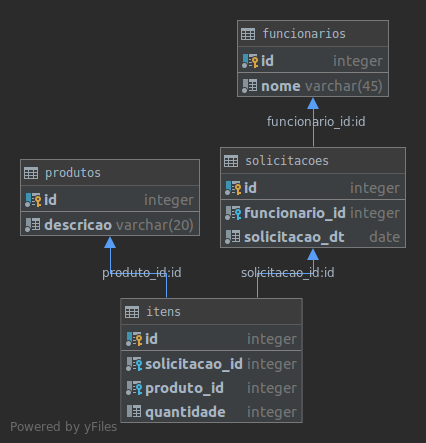 funcionarios
id integer
nome varchar(45)
funcionario_id:id
solicitacoes
id integer
funcionario_id integer
solicitacao_dt date
produtos
id integer
descricao varchar(20)
produto_id:id
solicitacao_id:id
itens
id integer
solicitacao_id integer
produto_id integer
quantidade integer
Powered by yFiles